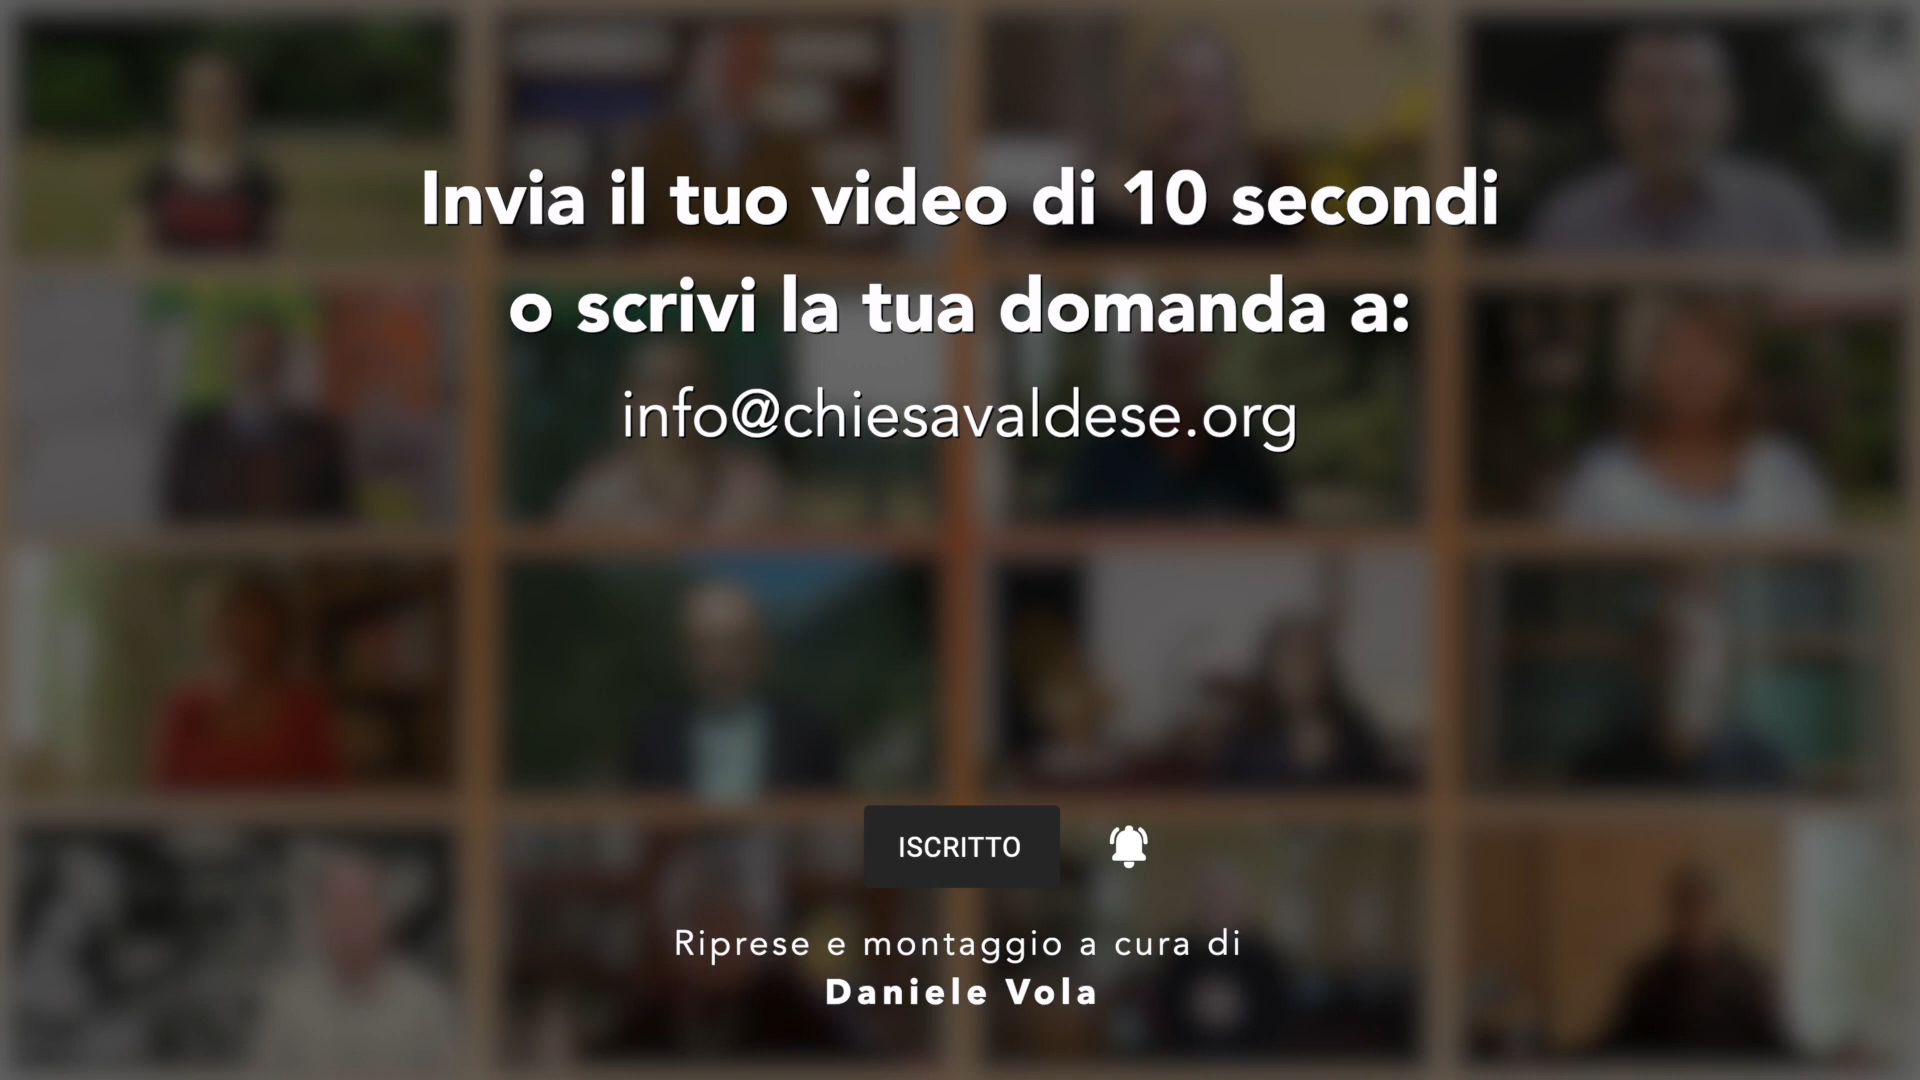 Invia il tuo video di 10 secondi
o scrivi la tua domanda a:
info@chiesavaldese.org
ISCRITTO
Riprese e montaggio a cura di
Daniele Vola